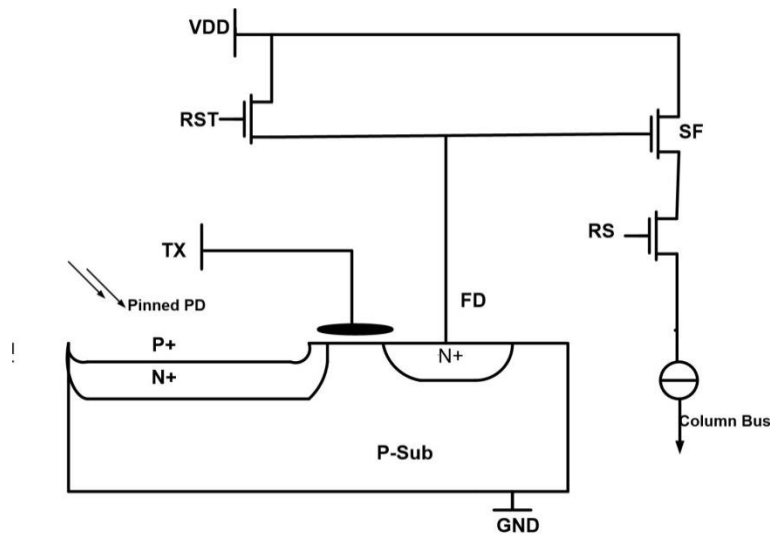 VDD
RST
SF
TX
RS
Pinned PD
FD
P+
N+
N+
P-Sub
Column Bus
GND